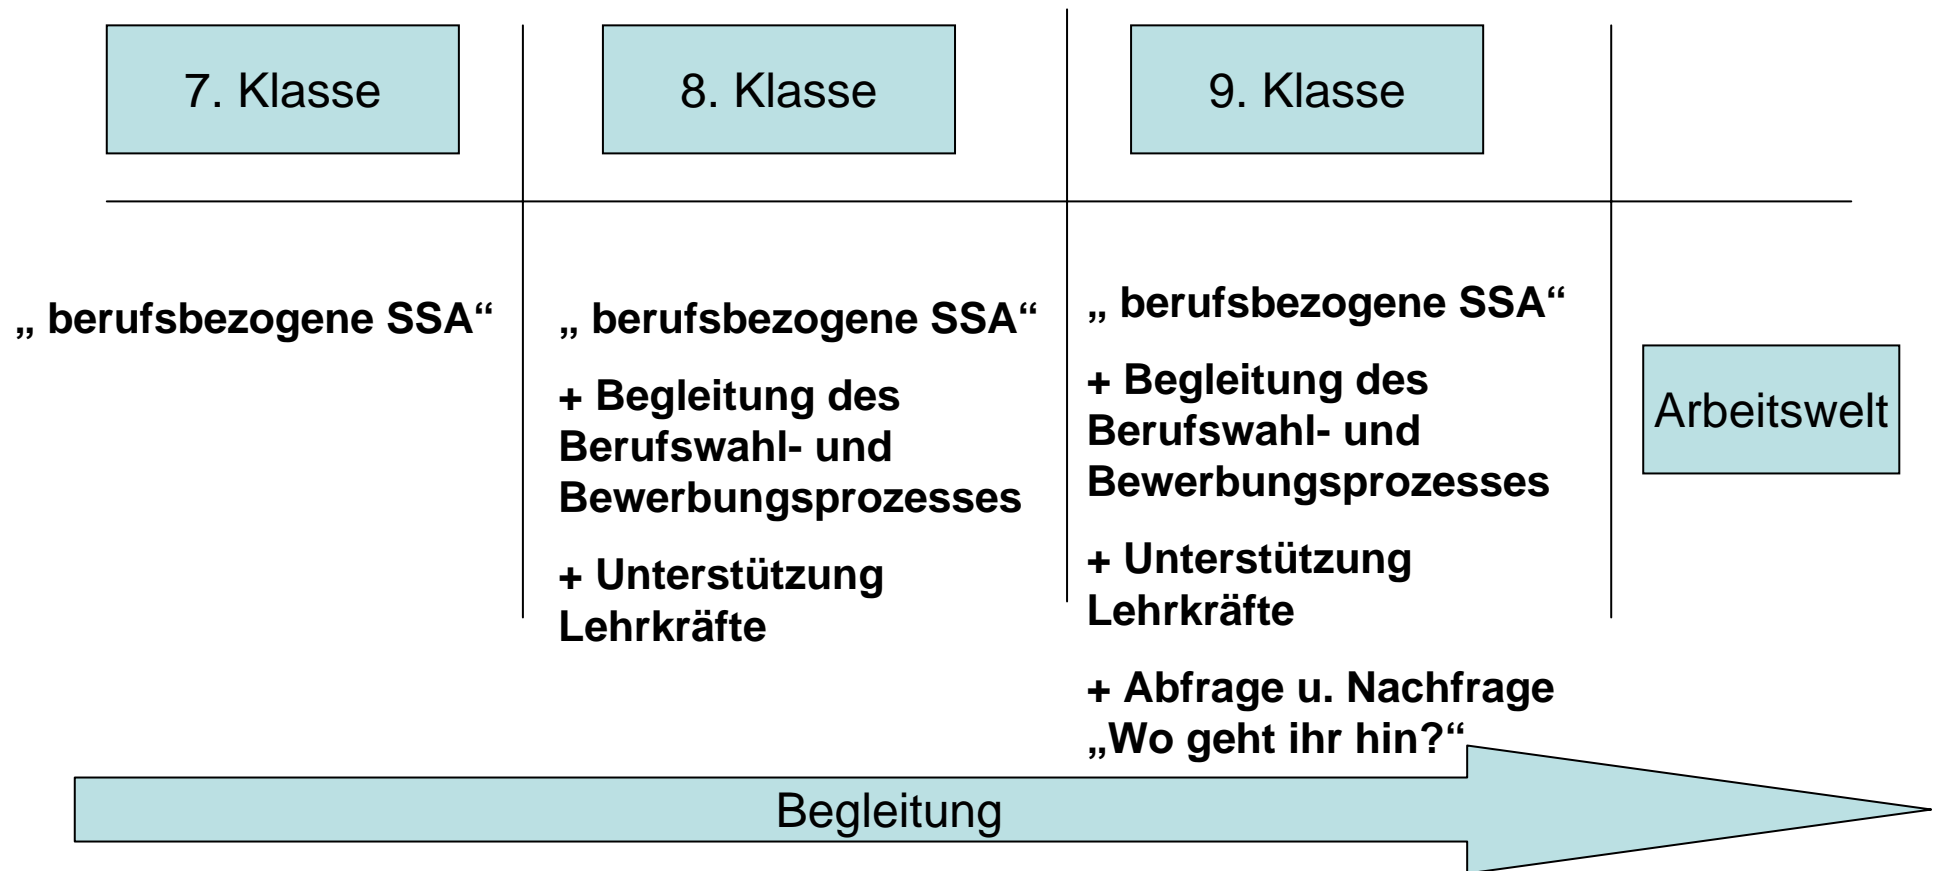 7. Klasse
8. Klasse
9. Klasse
„ berufsbezogene SSA“
„ berufsbezogene SSA“
+ Begleitung des
Berufswahl- und
Bewerbungsprozesses
+ Unterstützung
Lehrkräfte
„ berufsbezogene SSA“
+ Begleitung des
Berufswahl- und
Bewerbungsprozesses
+ Unterstützung
Lehrkräfte
+ Abfrage u. Nachfrage
„Wo geht ihr hin?“
Arbeitswelt
Begleitung